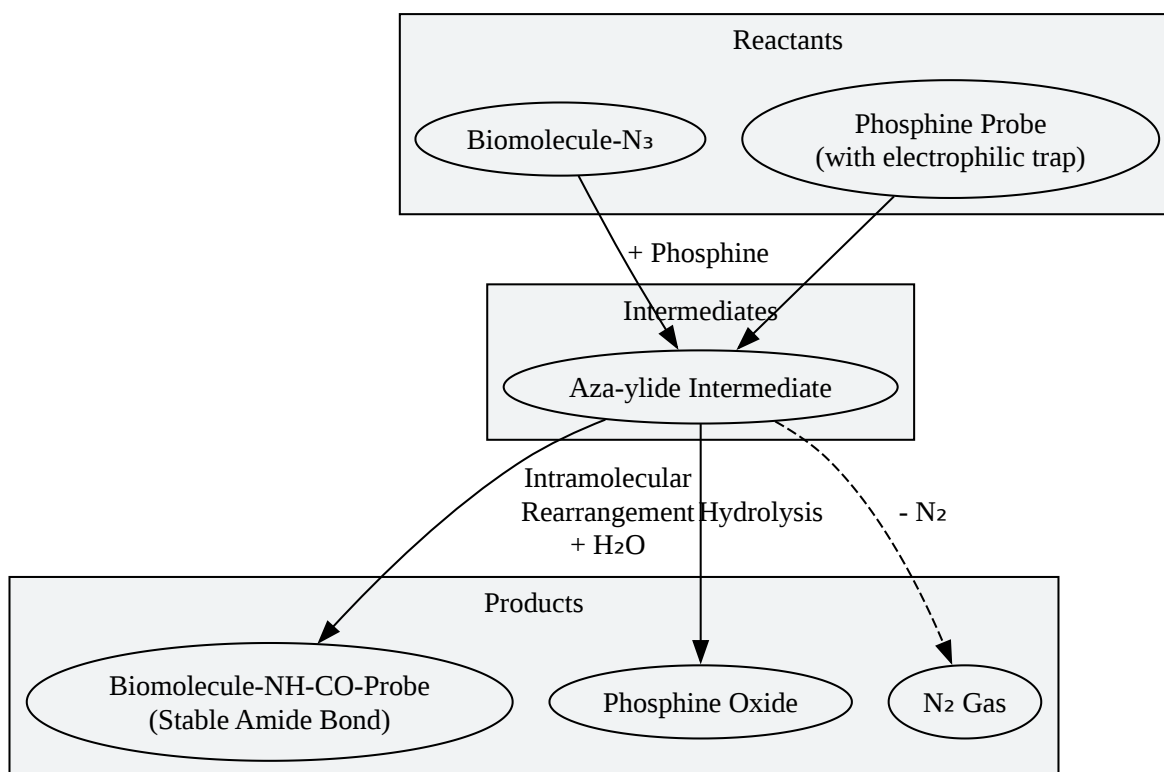 Reactants
Biomolecule-N₃
Phosphine Probe
(with electrophilic trap)
+ Phosphine
Intermediates
Aza-ylide Intermediate
Intramolecular
Rearrangement
+ H₂O
Hydrolysis
- N₂
Products
Biomolecule-NH-CO-Probe
(Stable Amide Bond)
Phosphine Oxide
N₂ Gas